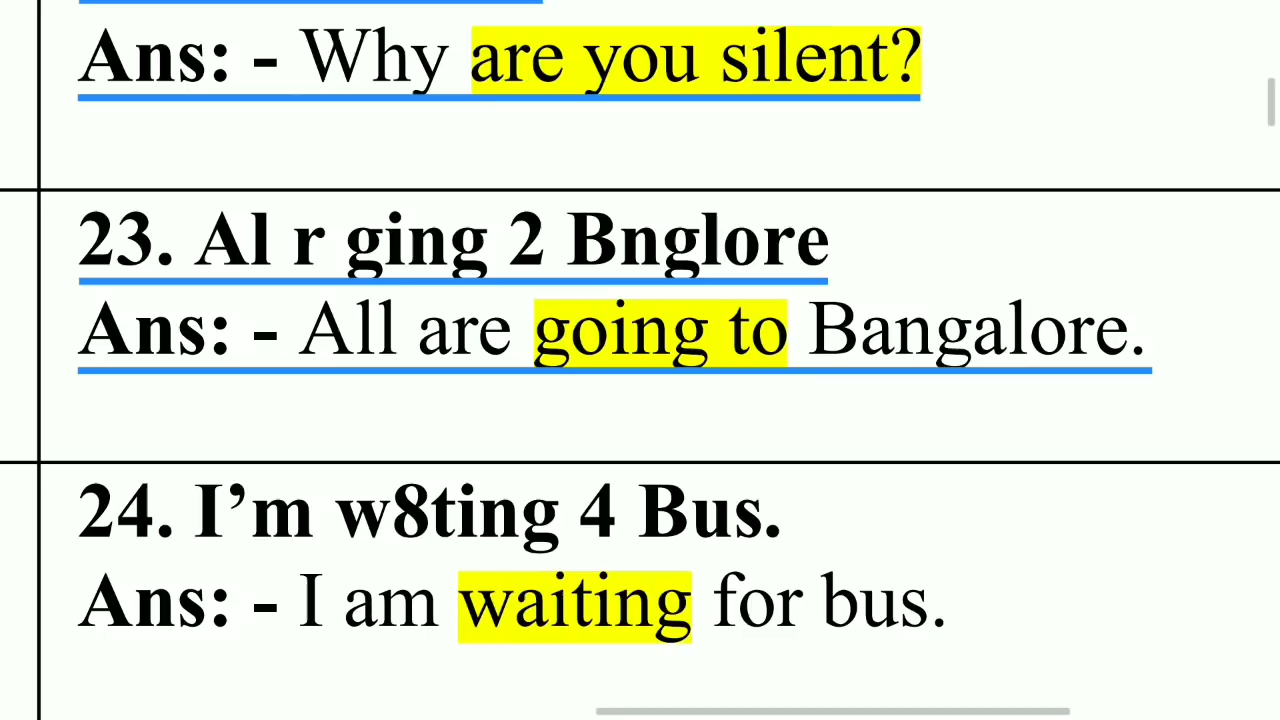 Ans: - Why are you silent?
23. Al r ging 2 Bnglore
Ans: - All are going to Bangalore.
24. I’m w8ting 4 Bus.
Ans: - I am waiting for bus.